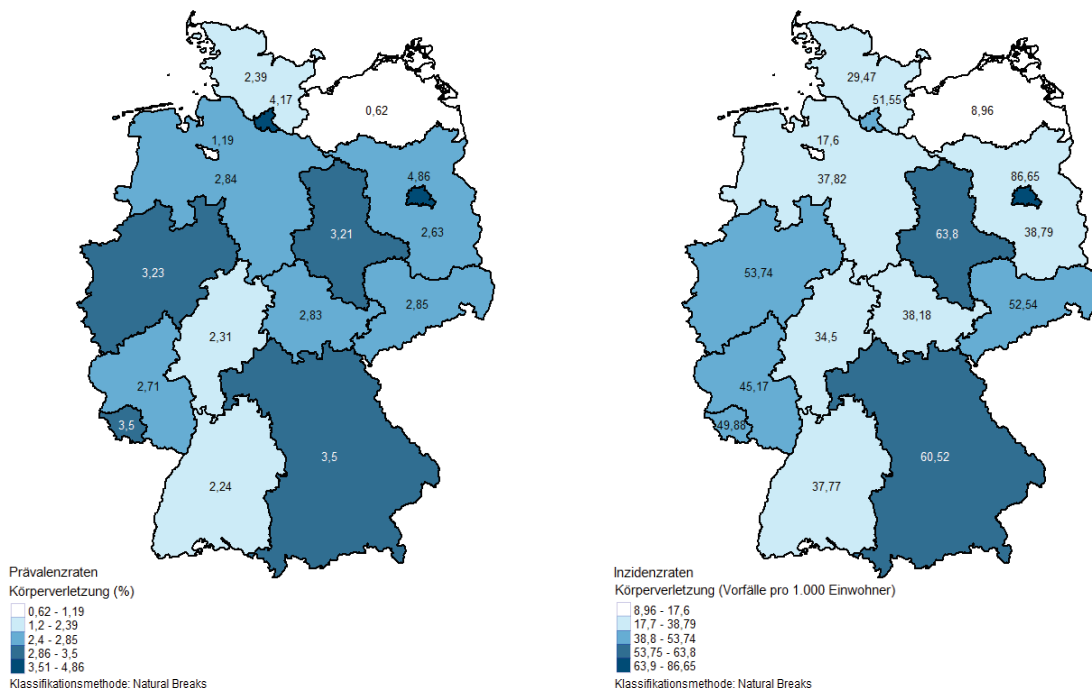 2,39
4,17
0,62
1,19
2,84
4,86
2,63
3,21
3,23
2,85
2,83
2,31
2,71
3,5
3,5
2,24
Prävalenzraten
Körperverletzung (%)
0,62 - 1,19
1,2 - 2,39
2,4 - 2,85
2,86 - 3,5
3,51 - 4,86
Klassifikationsmethode: Natural Breaks
29,47
51,55
8,96
17,6
37,82
86,65
38,79
63,8
53,74
52,54
38,18
34,5
45,17
49,88
60,52
37,77
Inzidenzraten
Körperverletzung (Vorfälle pro 1.000 Einwohner)
8,96 - 17,6
17,7 - 38,79
38,8 - 53,74
53,75 - 63,8
63,9 - 86,65
Klassifikationsmethode: Natural Breaks